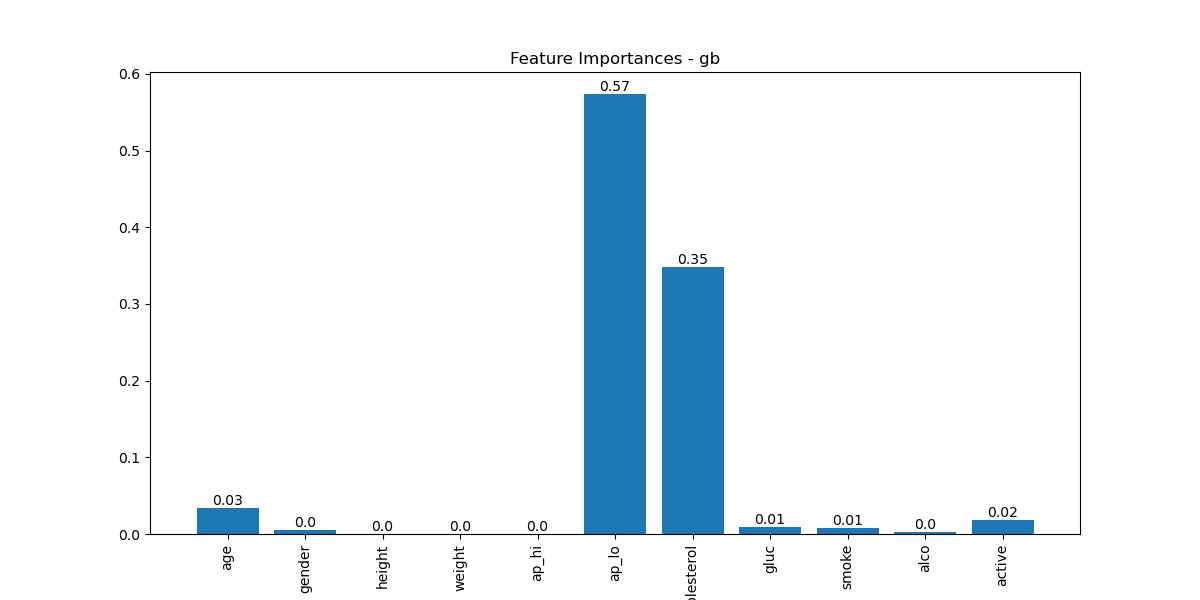 Feature Importances - gb
0.6
0.5
0.4
0.3
0.2
0.1
0.0
0.03
0.0
0.0
0.0
0.0
0.57
0.35
0.01
0.01
0.0
0.02
age
gender
height
weight
ap_hi
ap_lo
olesterol
gluc
smoke
alco
active